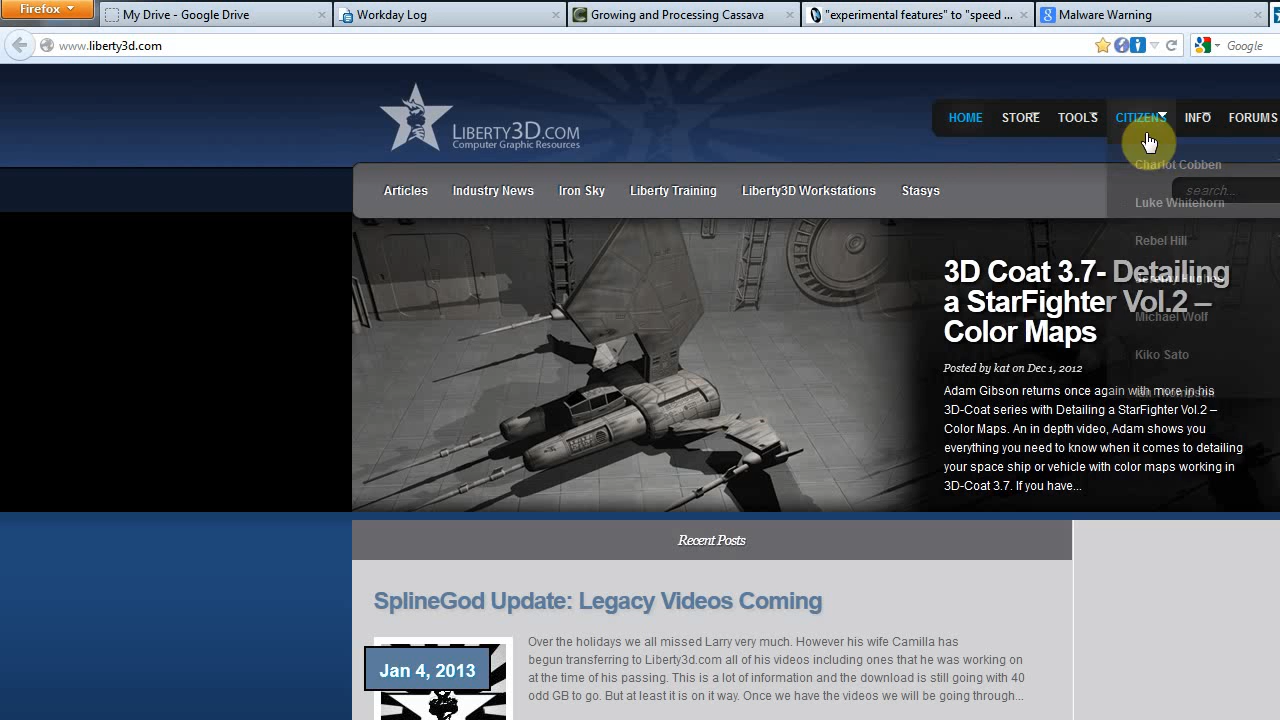 Firefox
My Drive - Google Drive
Workday Log
Growing and Processing Cassava
"experimental features" to "speed ...
Malware Warning
www.liberty3d.com
Google
LIBERTY3D.COM
Computer Graphic Resources
HOME
STORE
TOOLS
CITIZENS
INFO
FORUMS
Charlot Cobben
Luke Whitehorn
Rebel Hill
Michael Wolf
Kiko Sato
search...
Articles
Industry News
Iron Sky
Liberty Training
Liberty3D Workstations
Stasys
3D Coat 3.7- Detailing
a StarFighter Vol.2 –
Color Maps
Posted by kat on Dec 1, 2012
Adam Gibson returns once again with more in his
3D-Coat series with Detailing a StarFighter Vol.2 –
Color Maps. An in depth video, Adam shows you
everything you need to know when it comes to detailing
your space ship or vehicle with color maps working in
3D-Coat 3.7. If you have...
Recent Posts
SplineGod Update: Legacy Videos Coming
Jan 4, 2013
Over the holidays we all missed Larry very much. However his wife Camilla has
begun transferring to Liberty3d.com all of his videos including ones that he was working on
at the time of his passing. This is a lot of information and the download is still going with 40
odd GB to go. But at least it is on it way. Once we have the videos we will be going through...